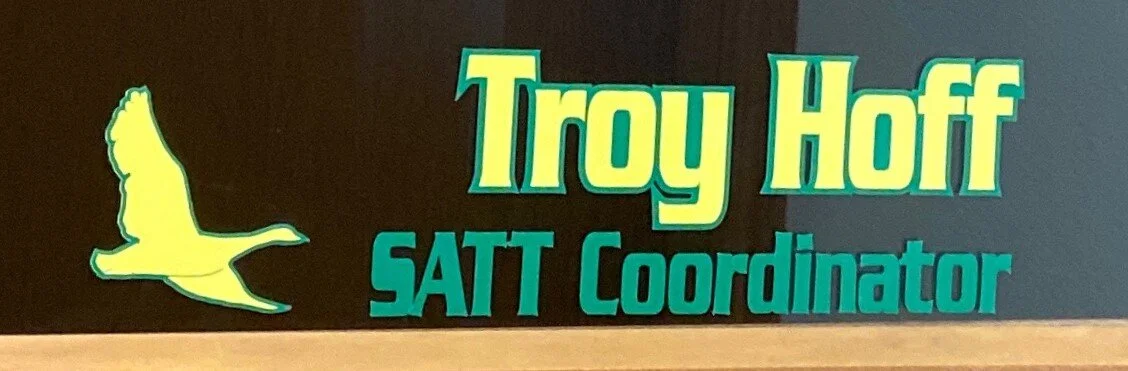 Troy Hoff
SATT Coordinator